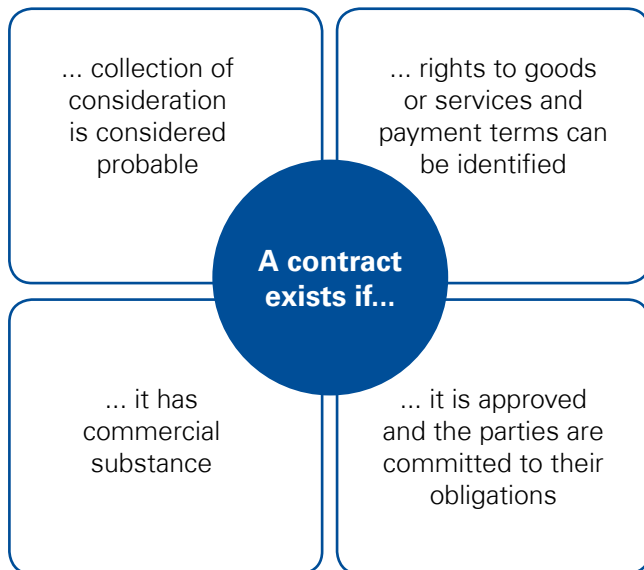 ... collection of
consideration
is considered
probable
... rights to goods
or services and
payment terms can
be identified
A contract
exists if...
... it has
commercial
substance
... it is approved
and the parties are
committed to their
obligations